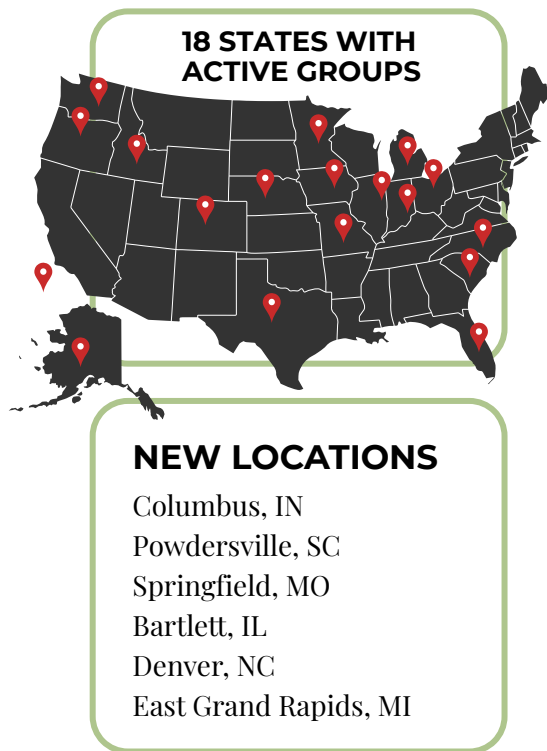 18 STATES WITH
ACTIVE GROUPS
NEW LOCATIONS
Columbus, IN
Powdersville, SC
Springfield, MO
Bartlett, IL
Denver, NC
East Grand Rapids, MI